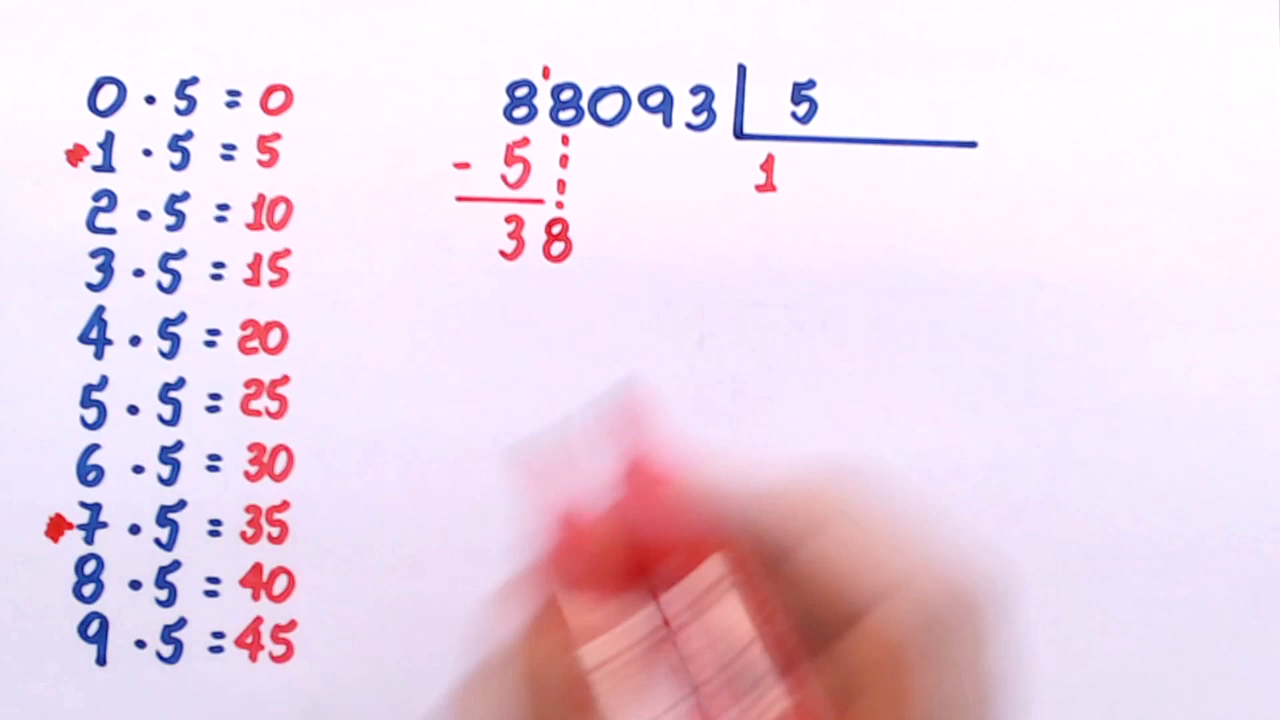 0 · 5 = 0
1 · 5 = 5
2 · 5 = 10
3 · 5 = 15
4 · 5 = 20
5 · 5 = 25
6 · 5 = 30
7 · 5 = 35
8 · 5 = 40
9 · 5 = 45
88093 5
- 5 1
38